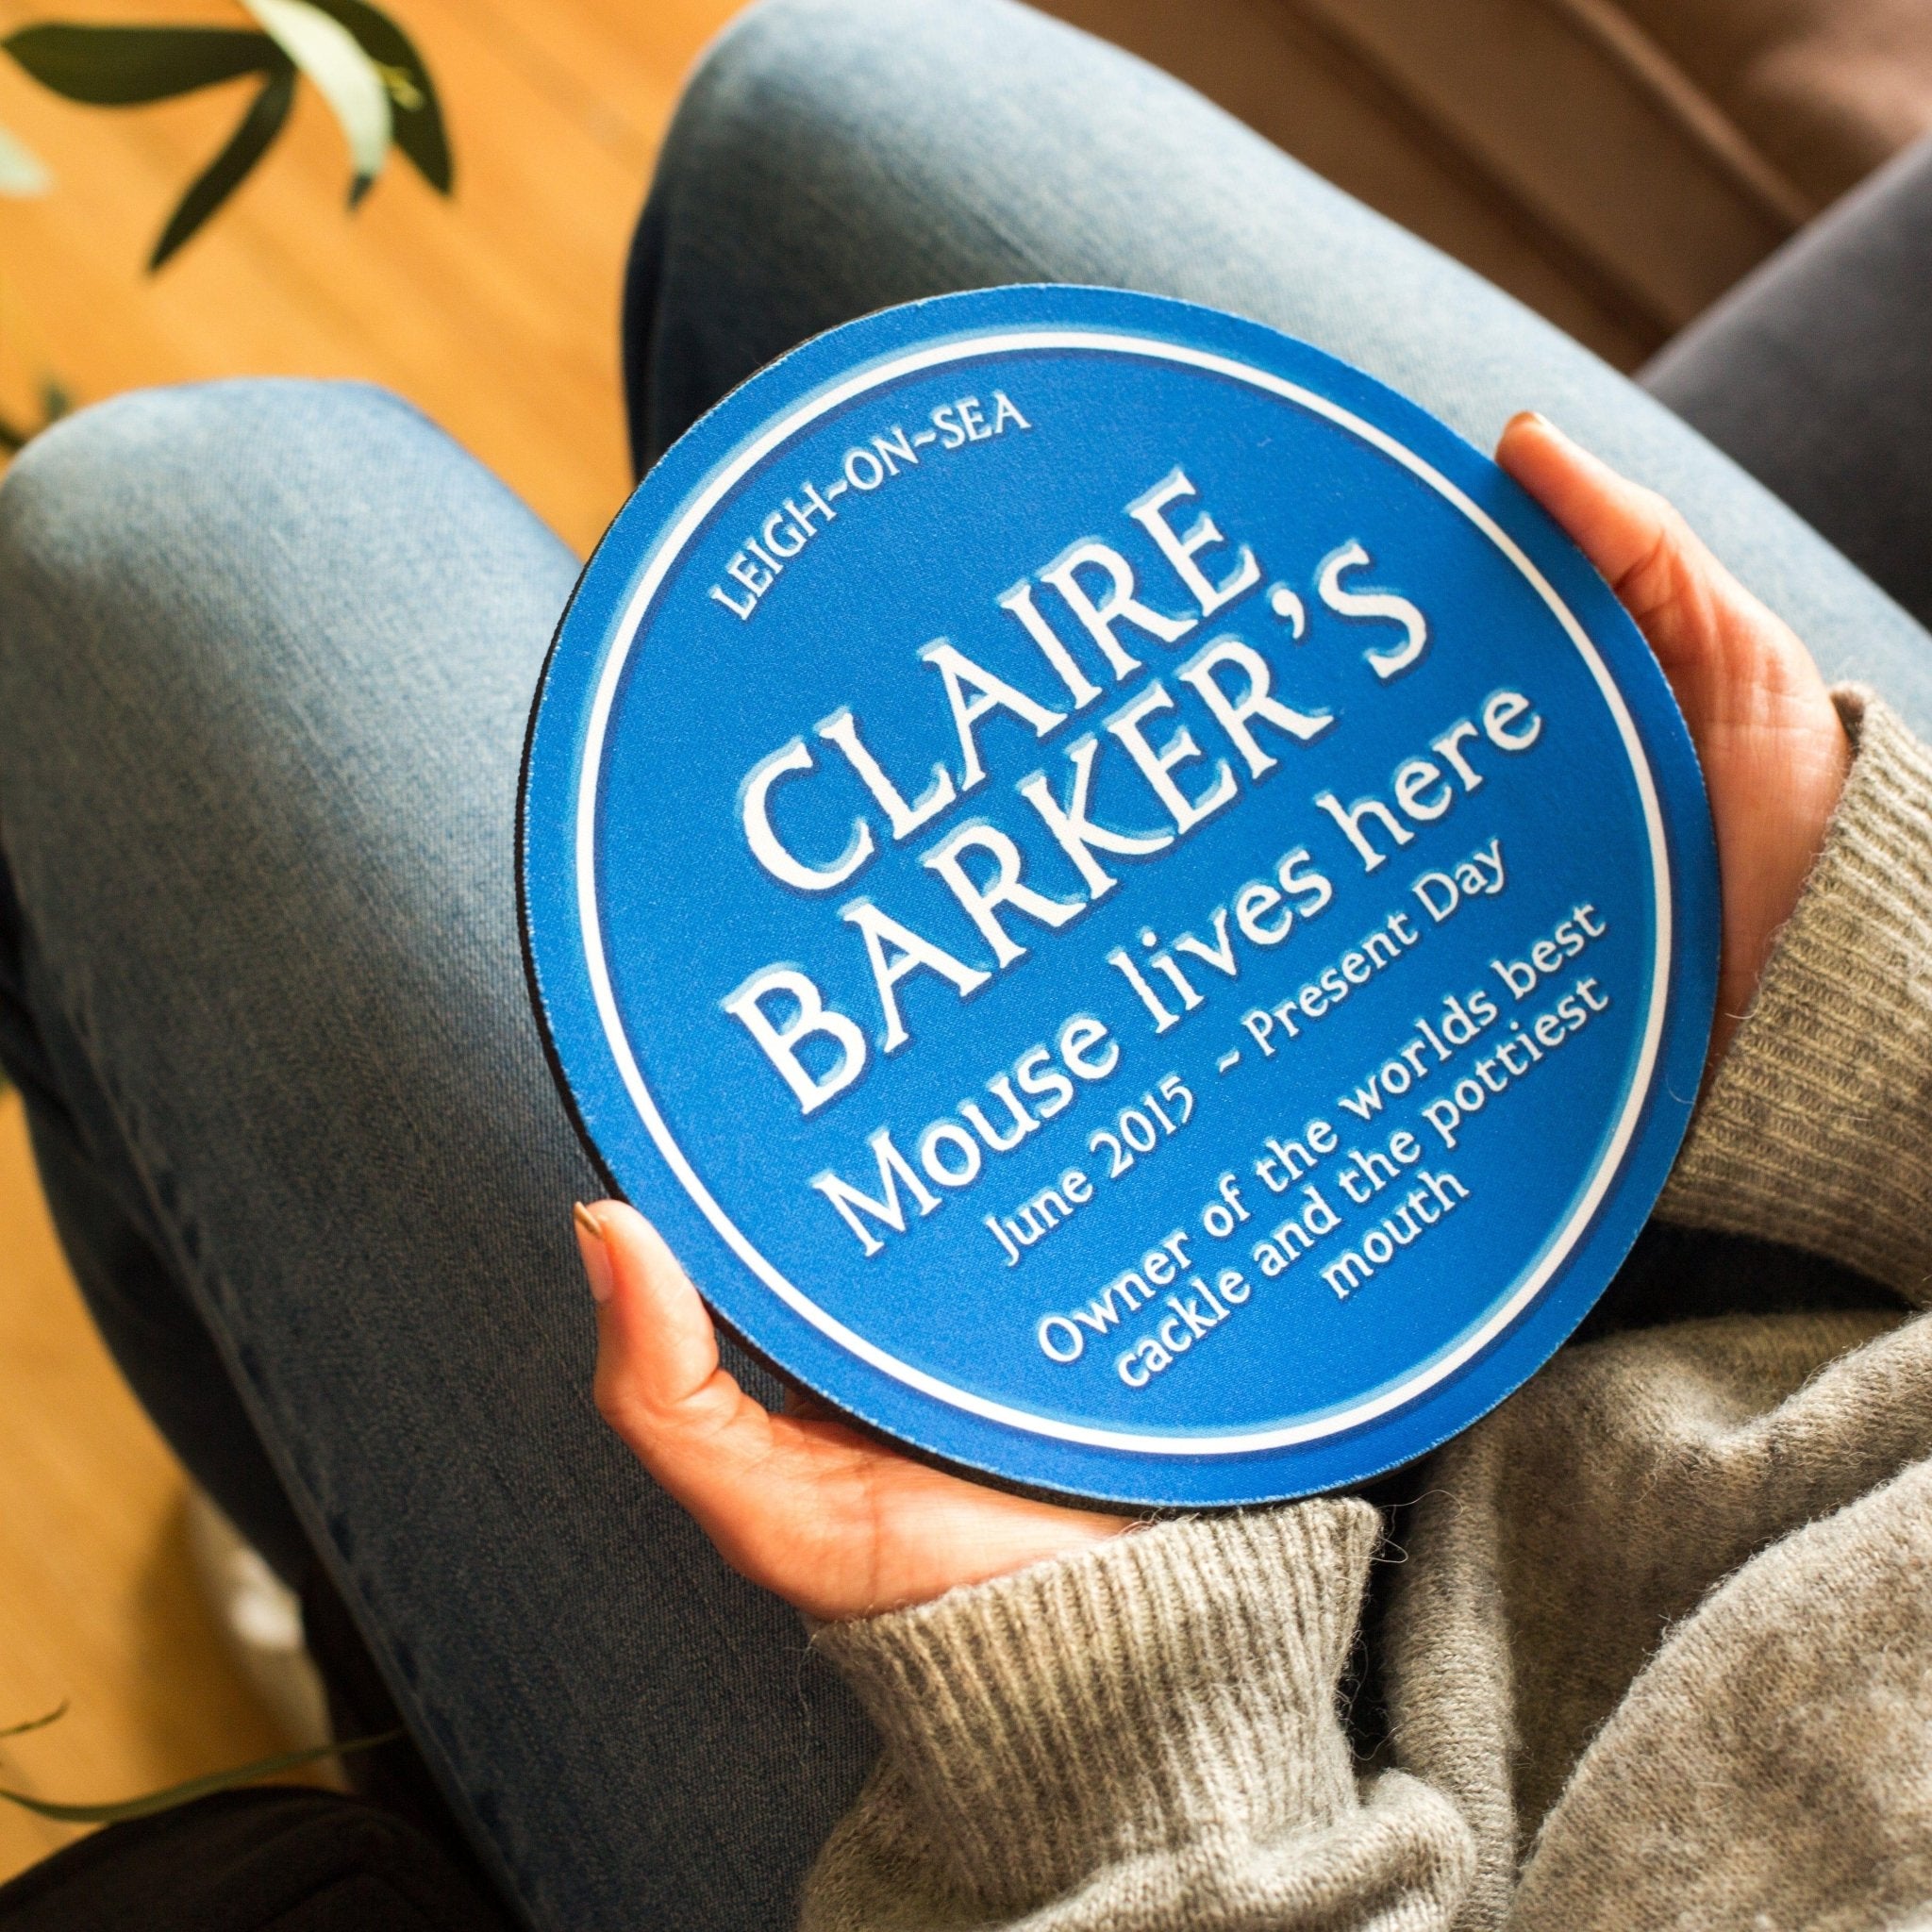 LEIGH~ON~SEA
CLAIRE
BARKER'S
Mouse lives here
June 2015 ~ Present Day
Owner of the worlds best
cackle and the pottiest
mouth